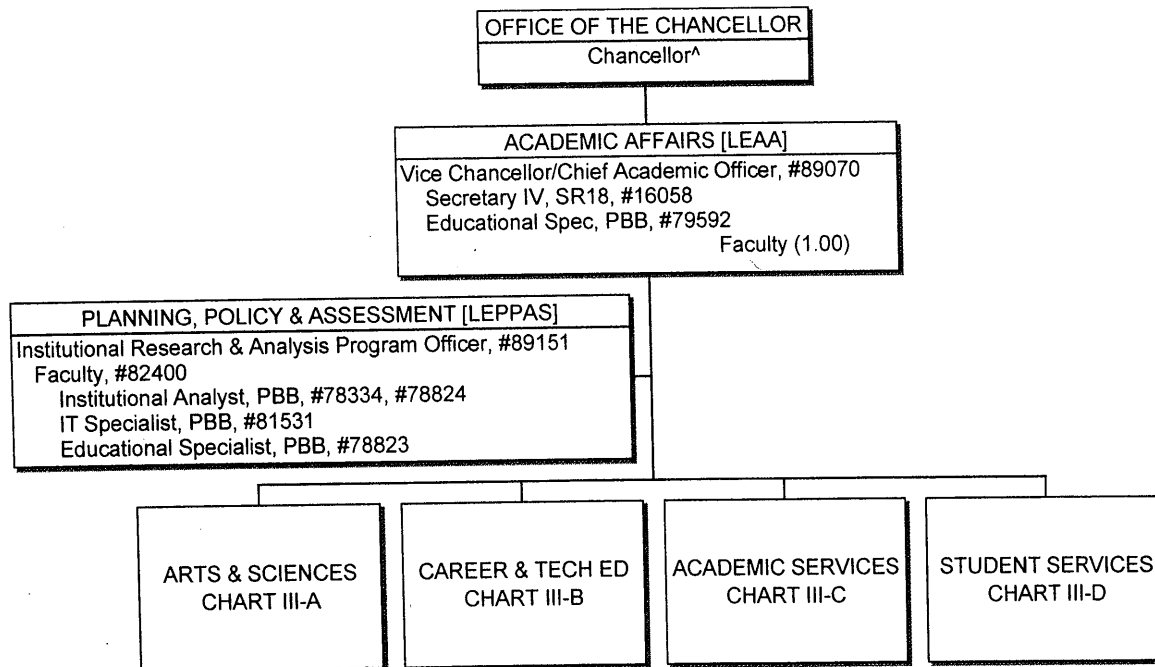 OFFICE OF THE CHANCELLOR
Chancellor^
ACADEMIC AFFAIRS [LEAA]
Vice Chancellor/Chief Academic Officer, #89070
Secretary IV, SR18, #16058
Educational Spec, PBB, #79592
Faculty (1.00)
PLANNING, POLICY & ASSESSMENT [LEPPAS]
Institutional Research & Analysis Program Officer, #89151
Faculty, #82400
Institutional Analyst, PBB, #78334, #78824
IT Specialist, PBB, #81531
Educational Specialist, PBB, #78823
ARTS & SCIENCES
CHART III-A
CAREER & TECH ED
CHART III-B
ACADEMIC SERVICES
CHART III-C
STUDENT SERVICES
CHART III-D